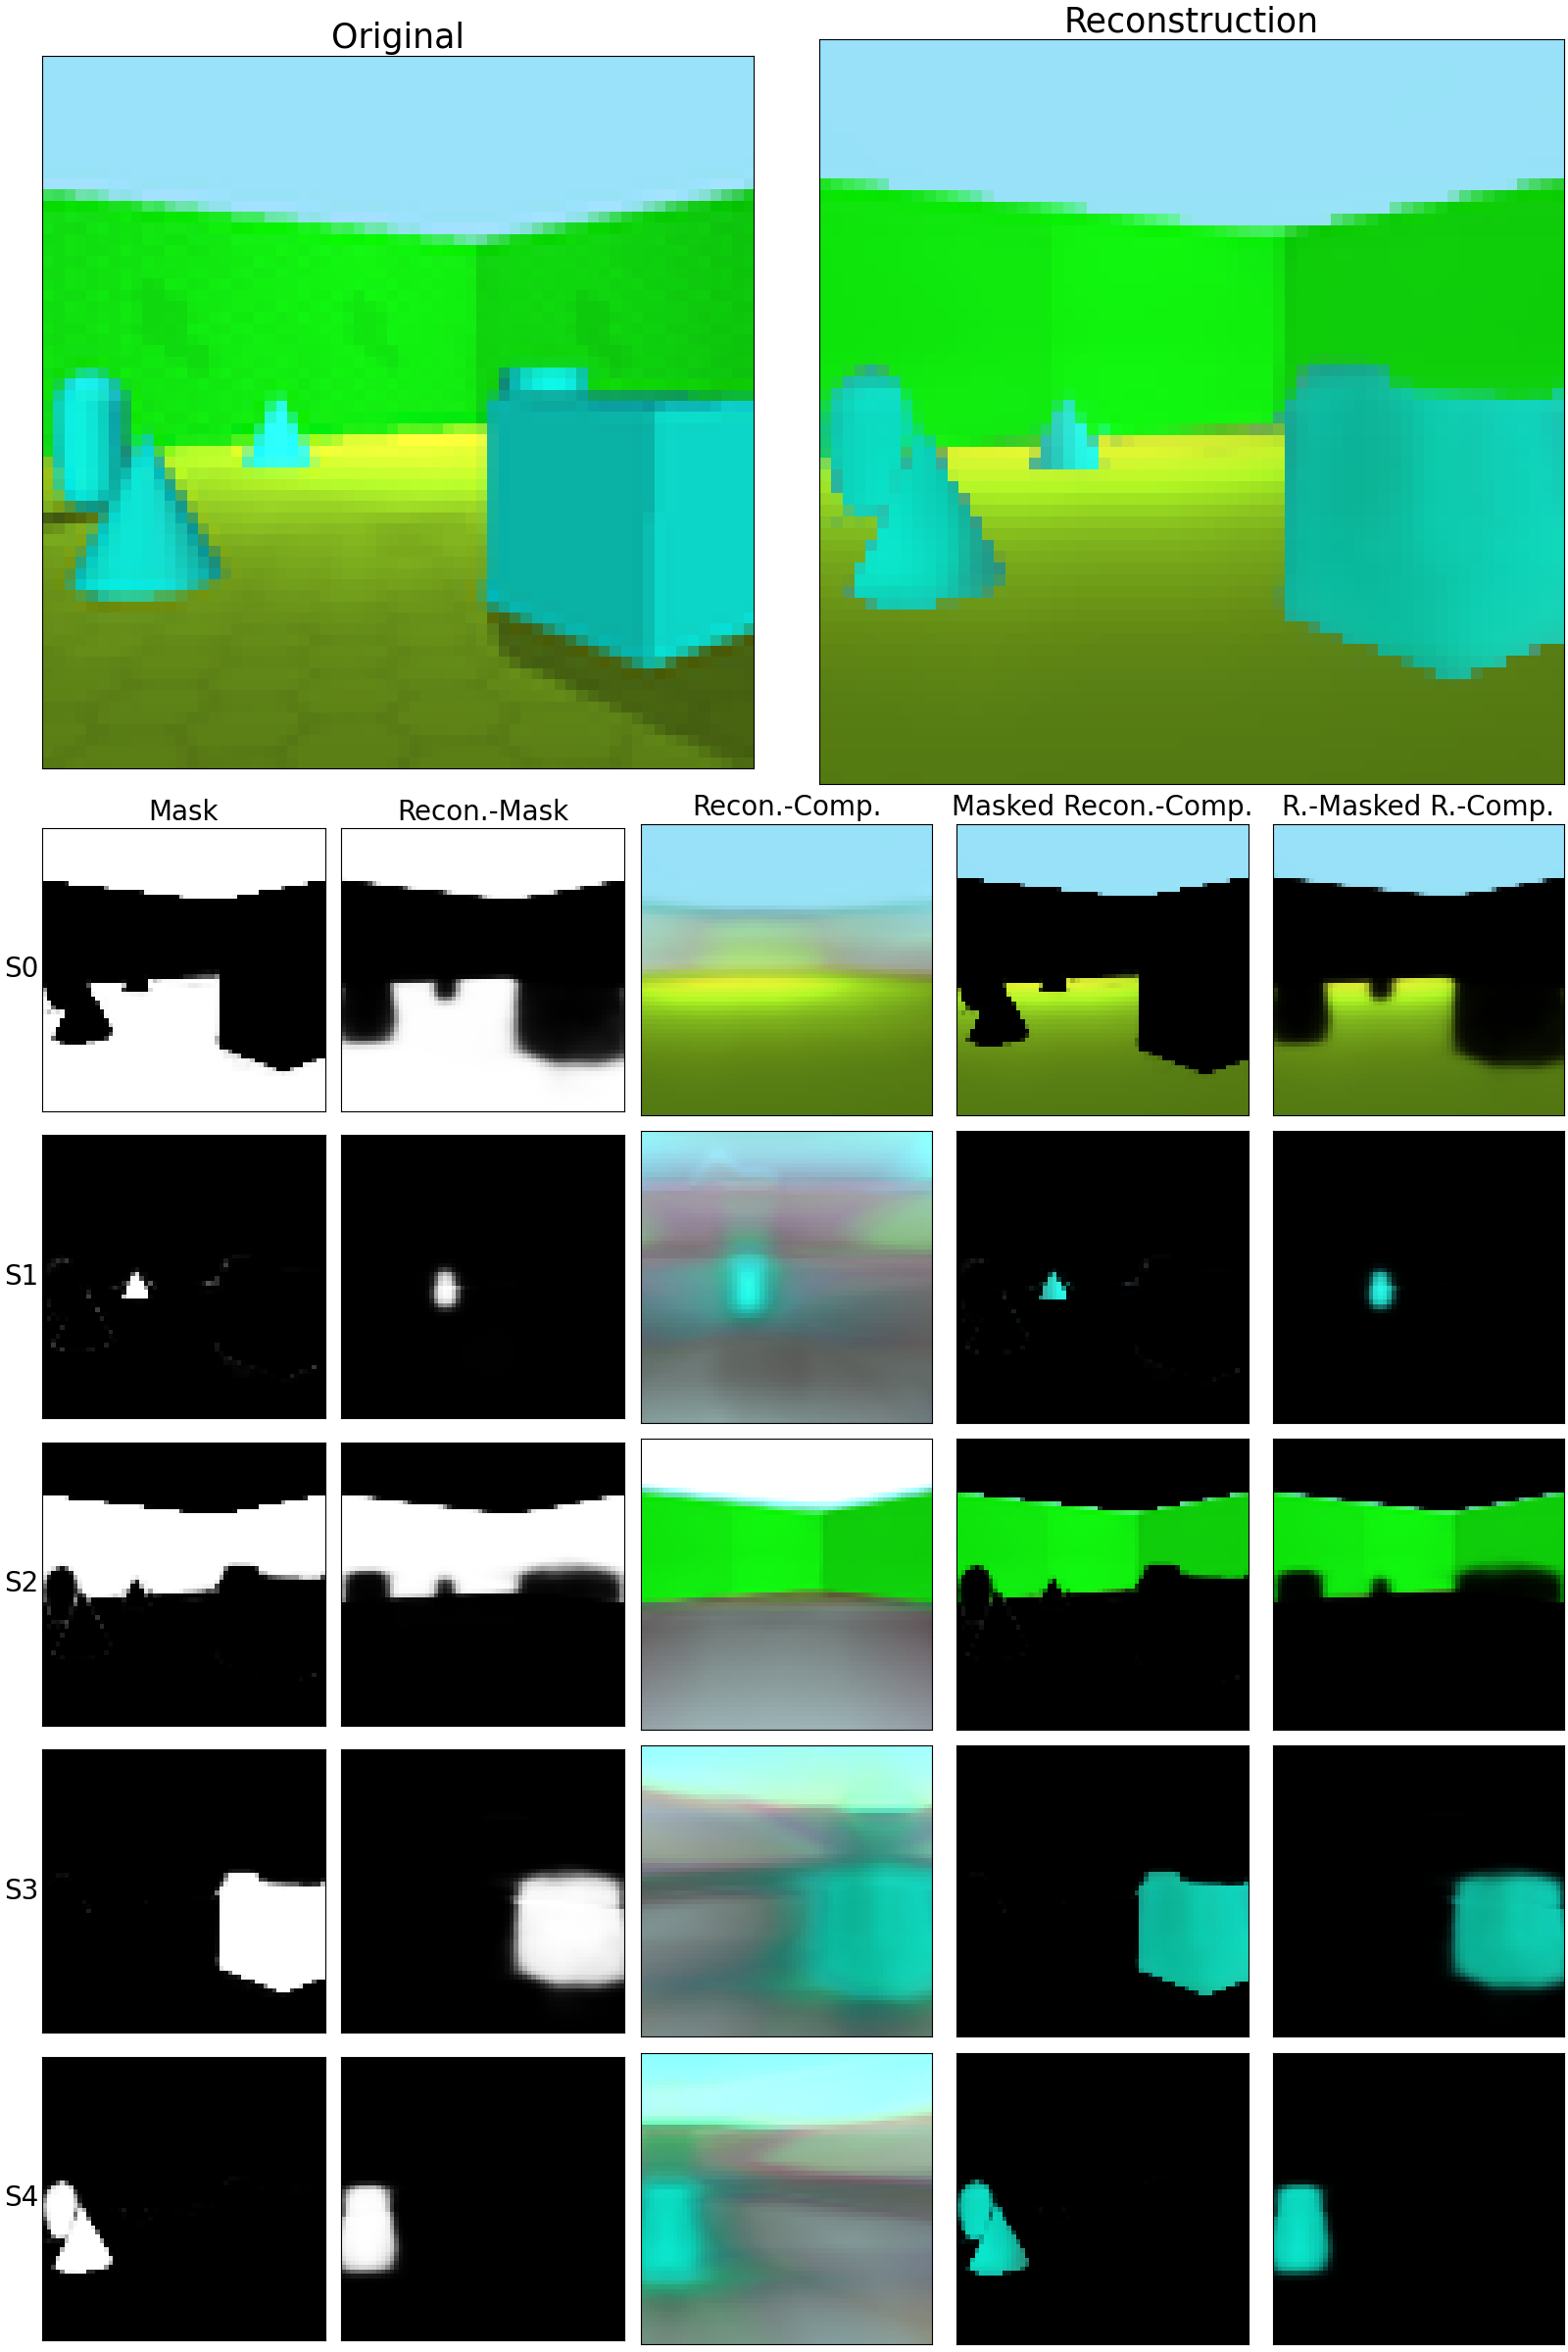 Original
Reconstruction
Mask
Recon.-Mask
Recon.-Comp.
Masked Recon.-Comp.
R.-Masked R.-Comp.
S0
S1
S2
S3
S4